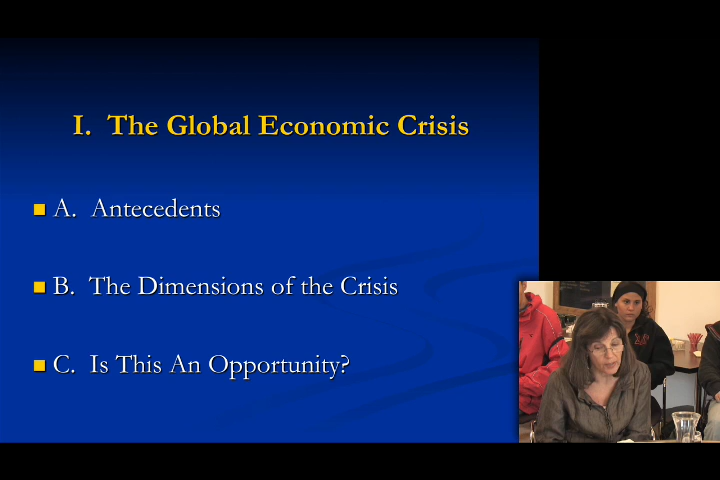 I. The Global Economic Crisis
A. Antecedents
B. The Dimensions of the Crisis
C. Is This An Opportunity?